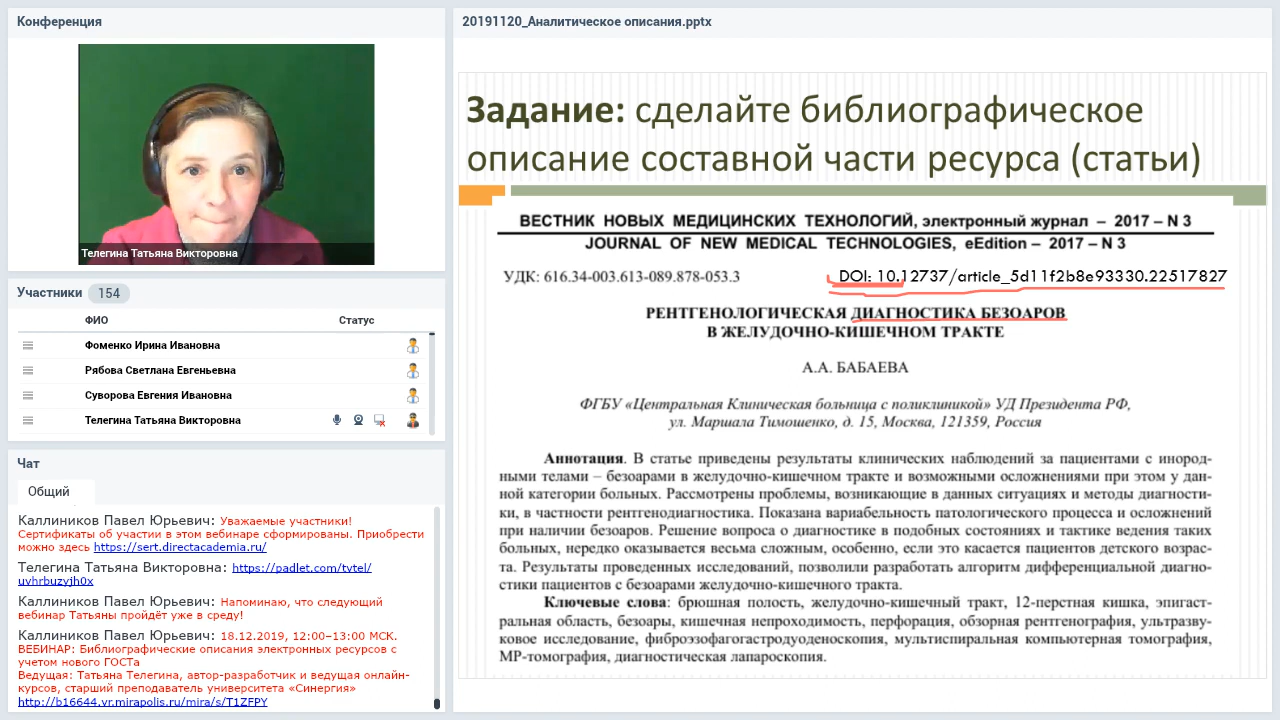 Конференция
Телегина Татьяна Викторовна
Участники 154
ФИО Статус
Фоменко Ирина Ивановна
Рябова Светлана Евгеньевна
Суворова Евгения Ивановна
Телегина Татьяна Викторовна
Чат
Общий
Каллиников Павел Юрьевич: Уважаемые участники!
Сертификаты об участии в этом вебинаре сформированы. Приобрести
можно здесь https://sert.directacademia.ru/
Телегина Татьяна Викторовна: https://padlet.com/tvtel/
uvhrbuzyjh0x
Каллиников Павел Юрьевич: Напоминаю, что следующий
вебинар Татьяны пройдёт уже в среду!
Каллиников Павел Юрьевич: 18.12.2019, 12:00–13:00 МСК.
ВЕБИНАР: Библиографические описания электронных ресурсов с
учетом нового ГОСТа
Ведущая: Татьяна Телегина, автор-разработчик и ведущая онлайн-
курсов, старший преподаватель университета «Синергия»
http://b16644.vr.mirapolis.ru/mira/s/T1ZFPY
20191120_Аналитическое описания.pptx
Задание: сделайте библиографическое
описание составной части ресурса (статьи)
ВЕСТНИК НОВЫХ МЕДИЦИНСКИХ ТЕХНОЛОГИЙ, электронный журнал – 2017 – N 3
JOURNAL OF NEW MEDICAL TECHNOLOGIES, eEdition – 2017 – N 3
УДК: 616.34-003.613-089.878-053.3 DOI: 10.12737/article_5d11f2b8e93330.22517827
РЕНТГЕНОЛОГИЧЕСКАЯ ДИАГНОСТИКА БЕЗОАРОВ
В ЖЕЛУДОЧНО-КИШЕЧНОМ ТРАКТЕ
А.А. БАБАЕВА
ФГБУ «Центральная Клиническая больница с поликлиникой» УД Президента РФ,
ул. Маршала Тимошенко, д. 15, Москва, 121359, Россия
Аннотация. В статье приведены результаты клинических наблюдений за пациентами с инород-
ными телами – безоарами в желудочно-кишечном тракте и возможными осложнениями при этом у дан-
ной категории больных. Рассмотрены проблемы, возникающие в данных ситуациях и методы диагности-
ки, в частности рентгенодиагностика. Показана вариабельность патологического процесса и осложнений
при наличии безоаров. Решение вопроса о диагностике в подобных состояниях и тактике ведения таких
больных, нередко оказывается весьма сложным, особенно, если это касается пациентов детского возрас-
та. Результаты проведенных исследований, позволили разработать алгоритм дифференциальной диагно-
стики пациентов с безоарами желудочно-кишечного тракта.
Ключевые слова: брюшная полость, желудочно-кишечный тракт, 12-перстная кишка, эпигаст-
ральная область, безоары, кишечная непроходимость, перфорация, обзорная рентгенография, ультразву-
ковое исследование, фиброэзофагогастродуоденоскопия, мультиспиральная компьютерная томография,
МР-томография, диагностическая лапароскопия.